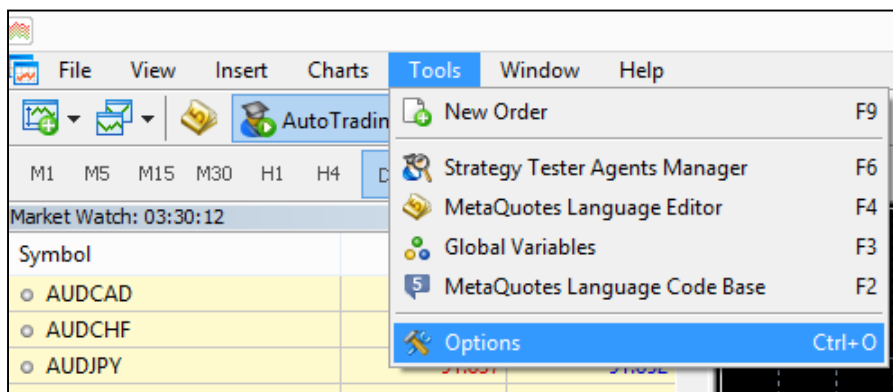 File View Insert Charts Tools Window Help
AutoTradin
New Order F9
M1 M5 M15 M30 H1 H4
Strategy Tester Agents Manager F6
Market Watch: 03:30:12
MetaQuotes Language Editor F4
Symbol
Global Variables F3
AUDCAD
5 MetaQuotes Language Code Base F2
AUDCHF
Options Ctrl+O
AUDJPY